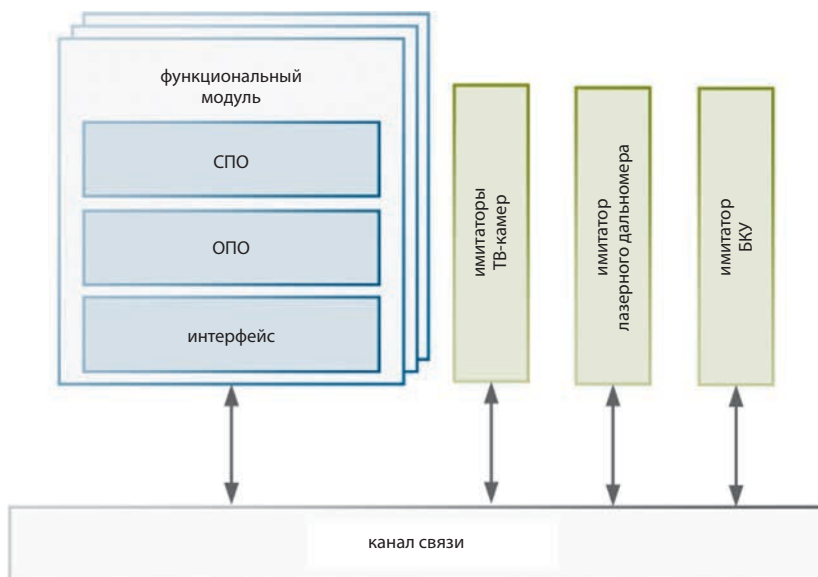 функциональный
модуль
СПО
ОПО
интерфейс
имитаторы
ТВ-камер
имитатор
лазерного дальномера
имитатор
БКУ
канал связи